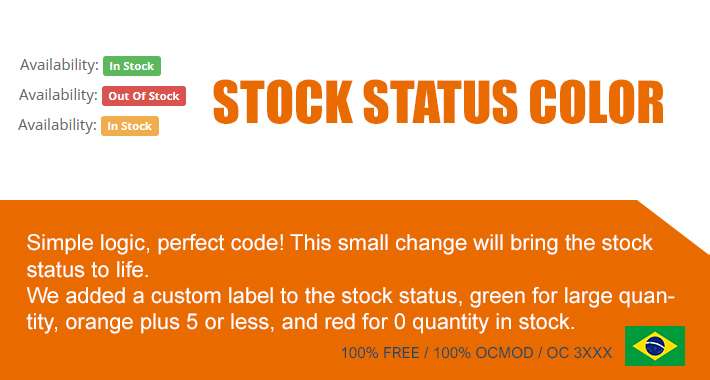 Availability: In Stock
Availability: Out Of Stock
Availability: In Stock
STOCK STATUS COLOR
Simple logic, perfect code! This small change will bring the stock
status to life.
We added a custom label to the stock status, green for large quan-
tity, orange plus 5 or less, and red for 0 quantity in stock.
100% FREE / 100% OCMOD / OC 3XXX